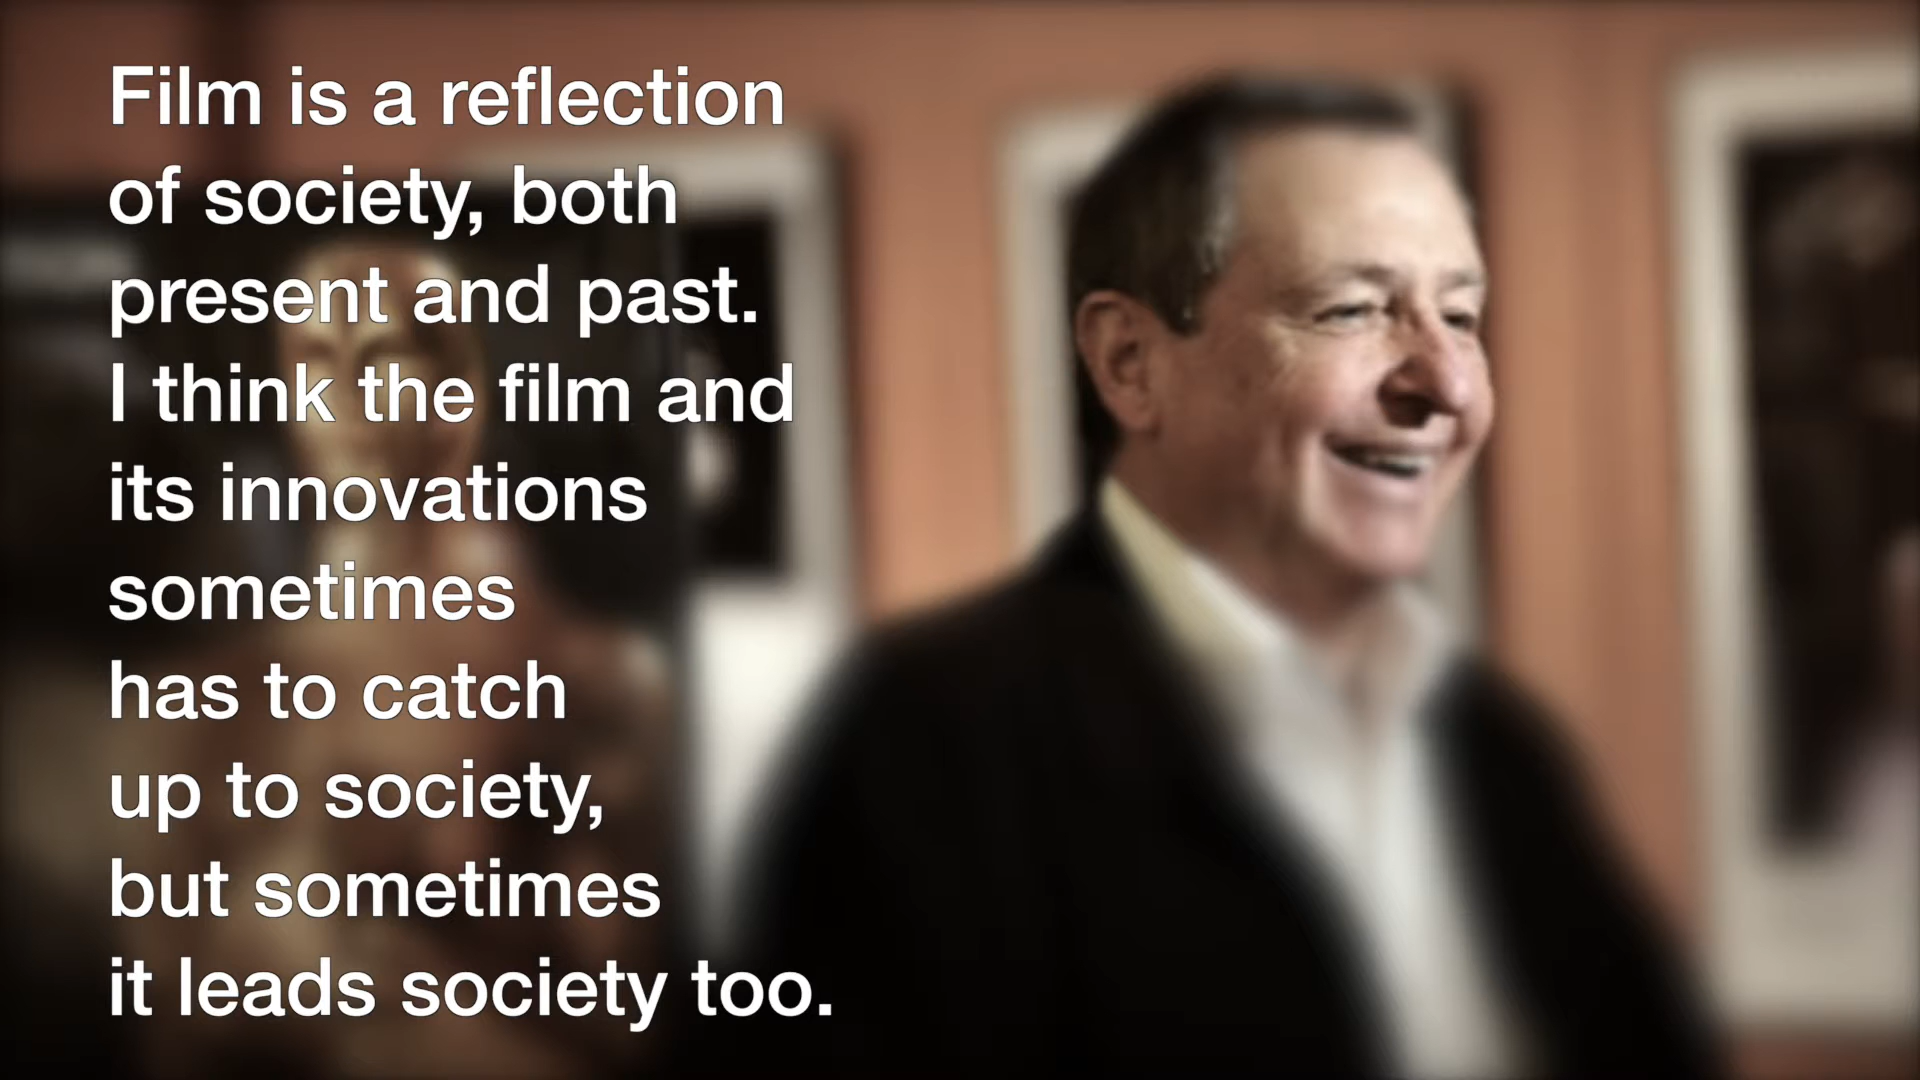 Film is a reflection
of society, both
present and past.
I think the film and
its innovations
sometimes
has to catch
up to society,
but sometimes
it leads society too.